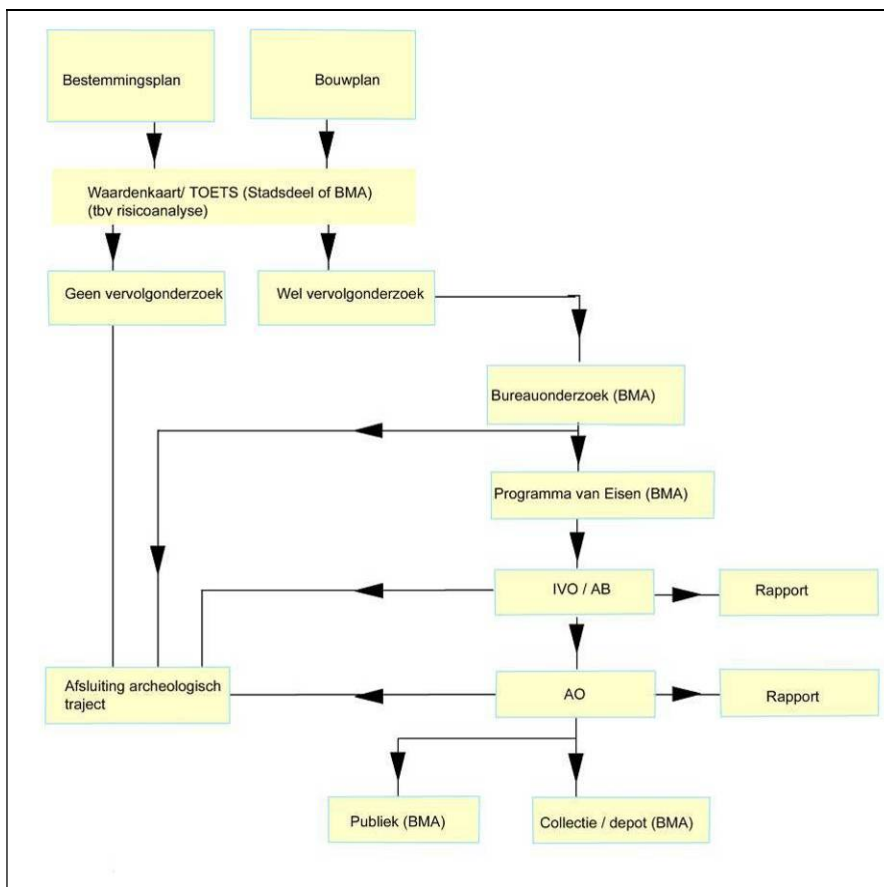 Bestemmingsplan
Bouwplan
Waardenkaart/ TOETS (Stadsdeel of BMA)
(tbv risicoanalyse)
Geen vervolgonderzoek
Wel vervolgonderzoek
Bureauonderzoek (BMA)
Programma van Eisen (BMA)
IVO / AB
Rapport
Afsluiting archeologisch
traject
AO
Rapport
Publiek (BMA)
Collectie / depot (BMA)